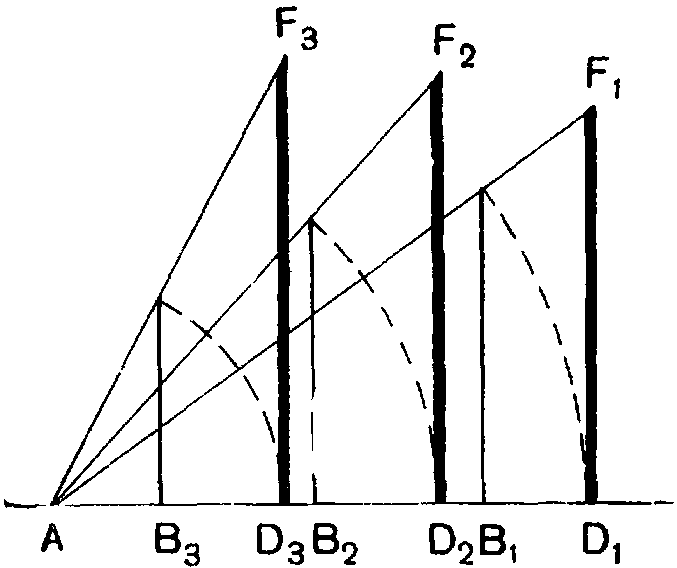 F₃
F₂
F₁
A B₃ D₃ B₂ D₂ B₁ D₁